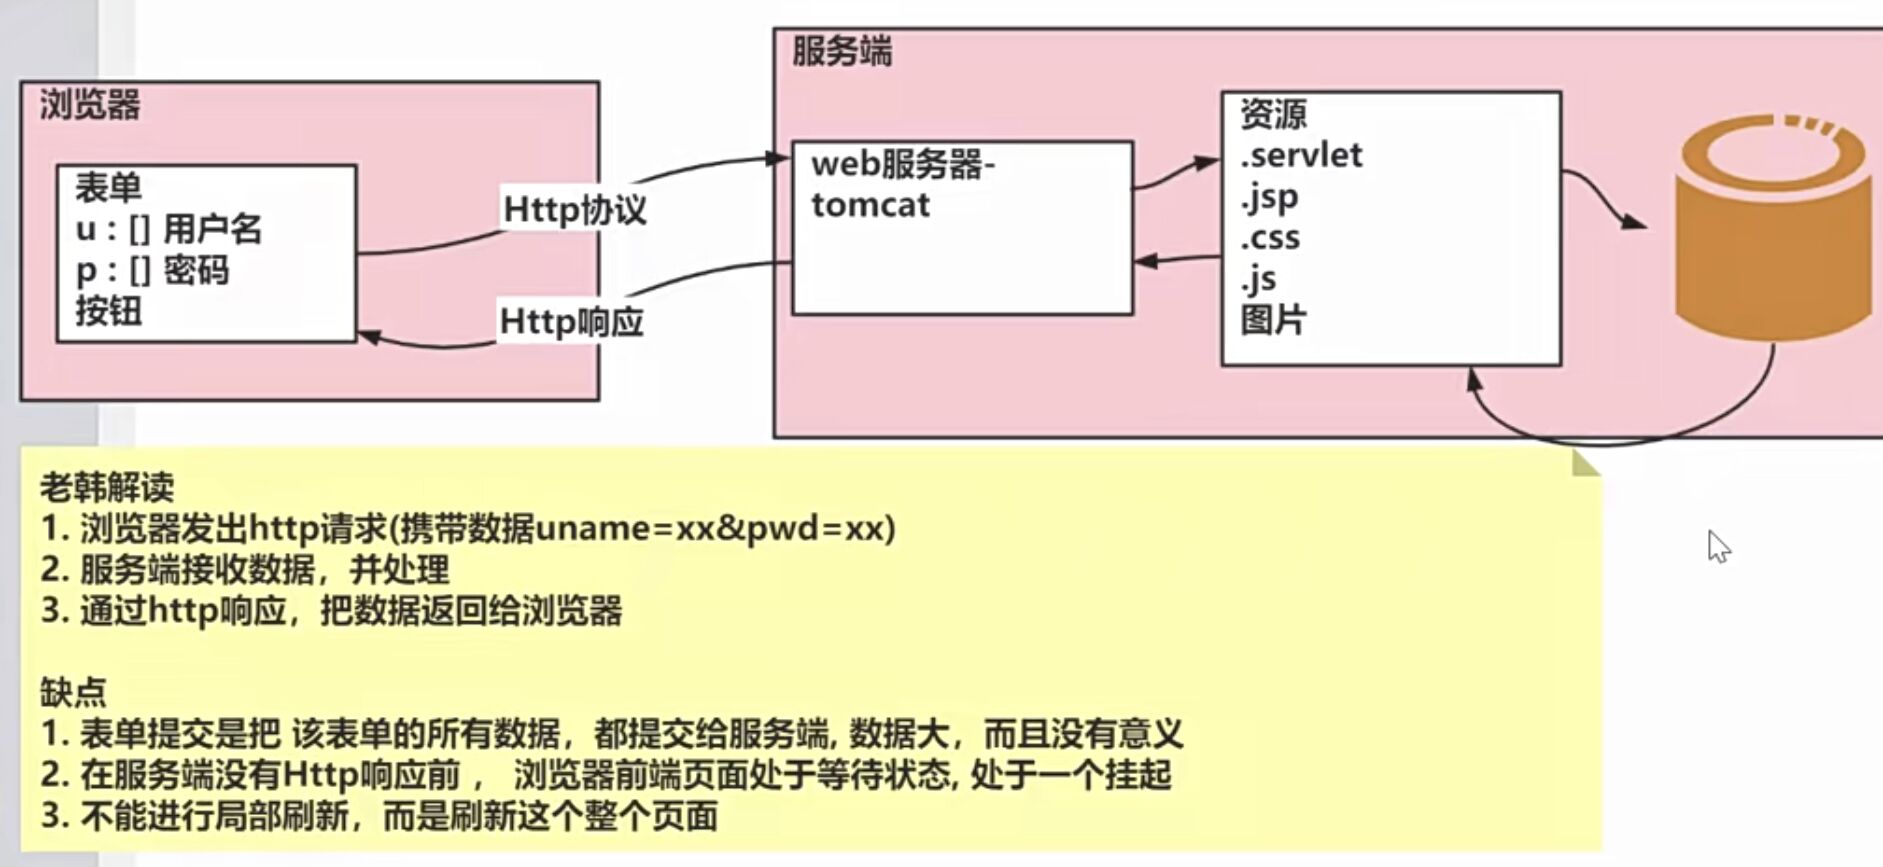 浏览器
表单
u : [] 用户名
p : [] 密码
按钮
Http协议
Http响应
服务端
web服务器-
tomcat
资源
.servlet
.jsp
.css
.js
图片
老韩解读
1. 浏览器发出http请求(携带数据uname=xx&pwd=xx)
2. 服务端接收数据，并处理
3. 通过http响应，把数据返回给浏览器
缺点
1. 表单提交是把 该表单的所有数据，都提交给服务端, 数据大，而且没有意义
2. 在服务端没有Http响应前 ， 浏览器前端页面处于等待状态, 处于一个挂起
3. 不能进行局部刷新，而是刷新这个整个页面